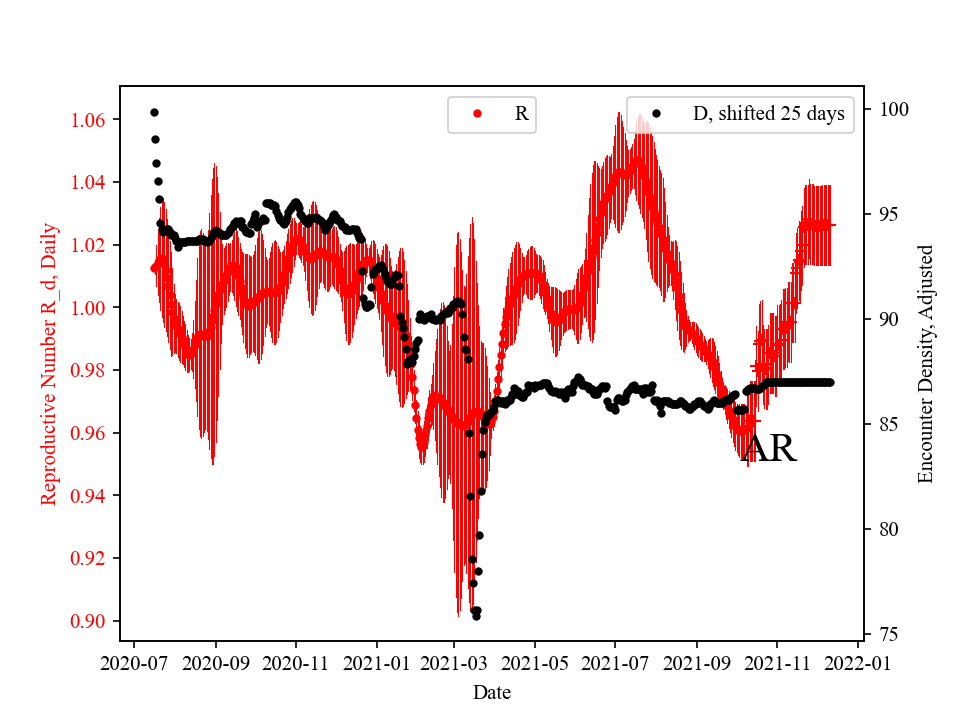 R
D, shifted 25 days
1.06
1.04
1.02
1.00
0.98
0.96
0.94
0.92
0.90
Reproductive Number R_d, Daily
100
95
90
85
80
75
Encounter Density, Adjusted
AR
2020-07 2020-09 2020-11 2021-01 2021-03 2021-05 2021-07 2021-09 2021-11 2022-01
Date